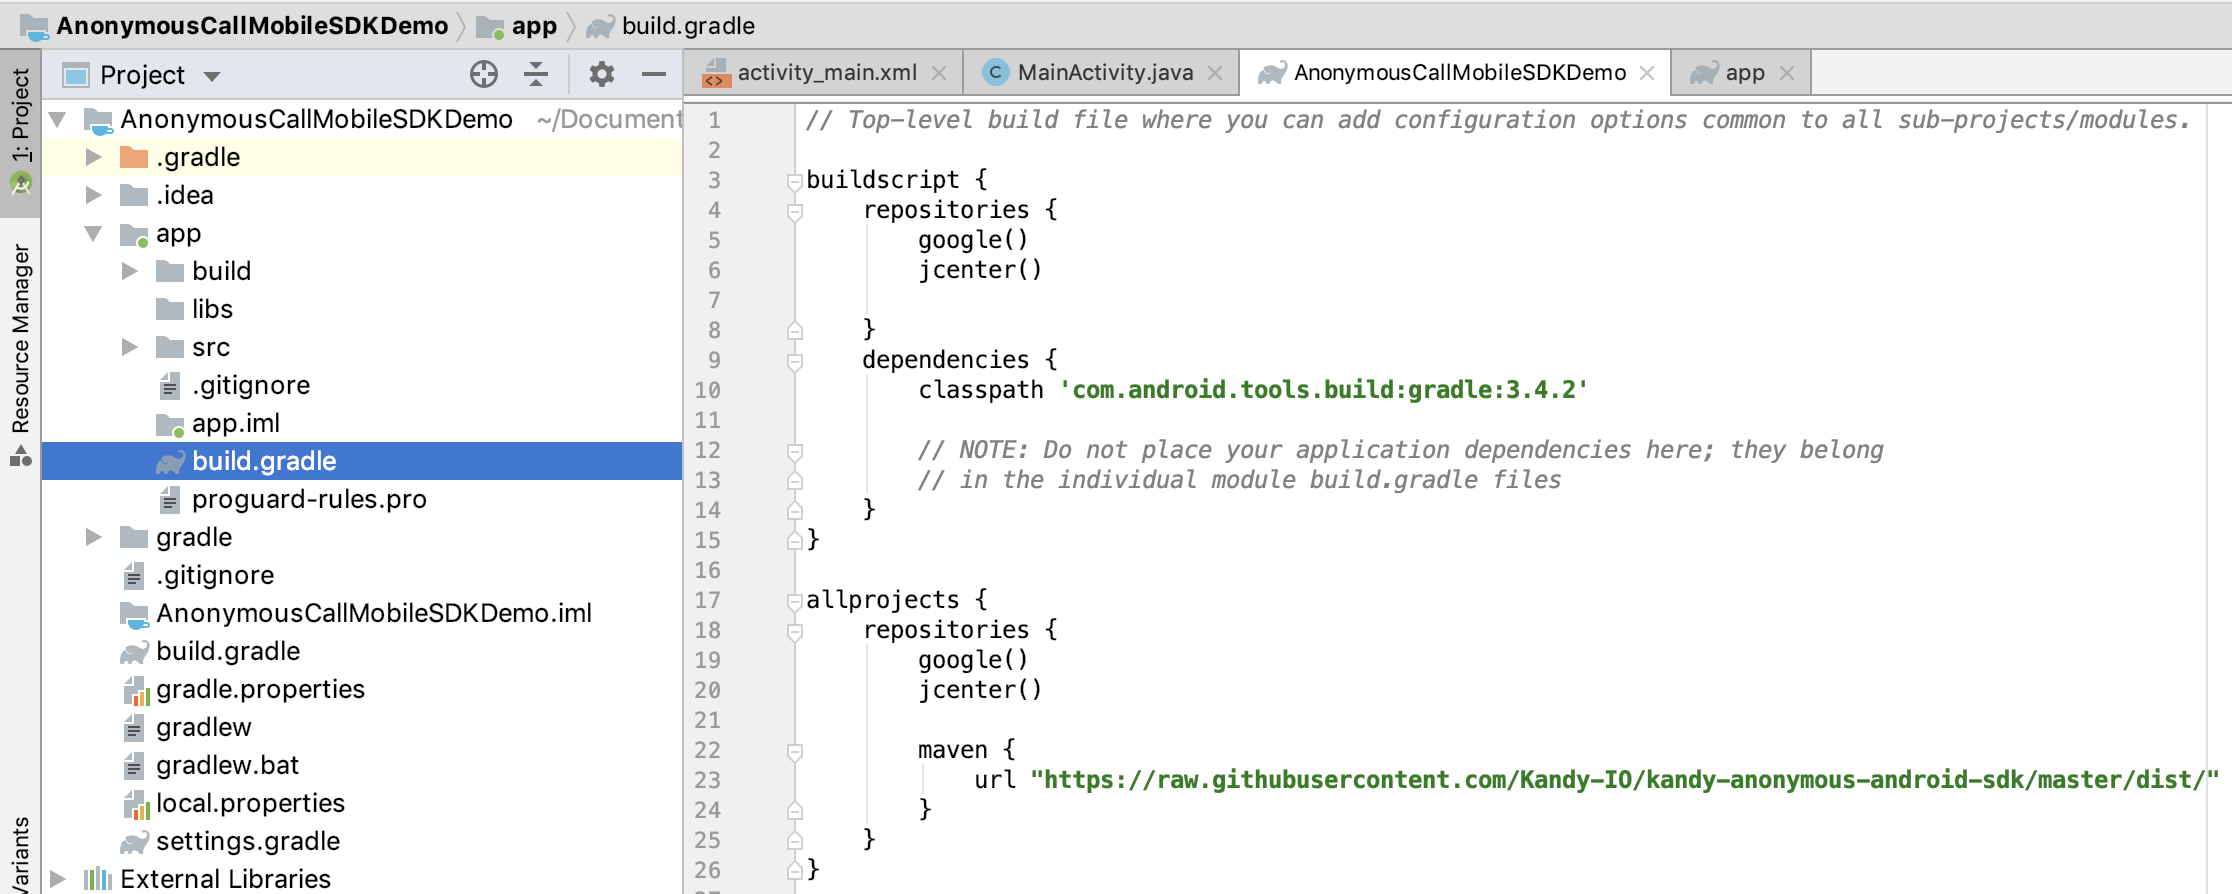 AnonymousCallMobileSDKDemo app build.gradle
1: Project
Resource Manager
Variants
Project
AnonymousCallMobileSDKDemo ~/Document
.gradle
.idea
app
build
libs
src
.gitignore
app.iml
build.gradle
proguard-rules.pro
gradle
.gitignore
AnonymousCallMobileSDKDemo.iml
build.gradle
gradle.properties
gradlew
gradlew.bat
local.properties
settings.gradle
External Libraries
activity_main.xml MainActivity.java AnonymousCallMobileSDKDemo app
1 // Top-level build file where you can add configuration options common to all sub-projects/modules.
2
3 buildscript {
4     repositories {
5         google()
6         jcenter()
7
8     }
9     dependencies {
10         classpath 'com.android.tools.build:gradle:3.4.2'
11
12         // NOTE: Do not place your application dependencies here; they belong
13         // in the individual module build.gradle files
14     }
15 }
16
17 allprojects {
18     repositories {
19         google()
20         jcenter()
21
22         maven {
23             url "https://raw.githubusercontent.com/Kandy-IO/kandy-anonymous-android-sdk/master/dist/"
24         }
25     }
26 }